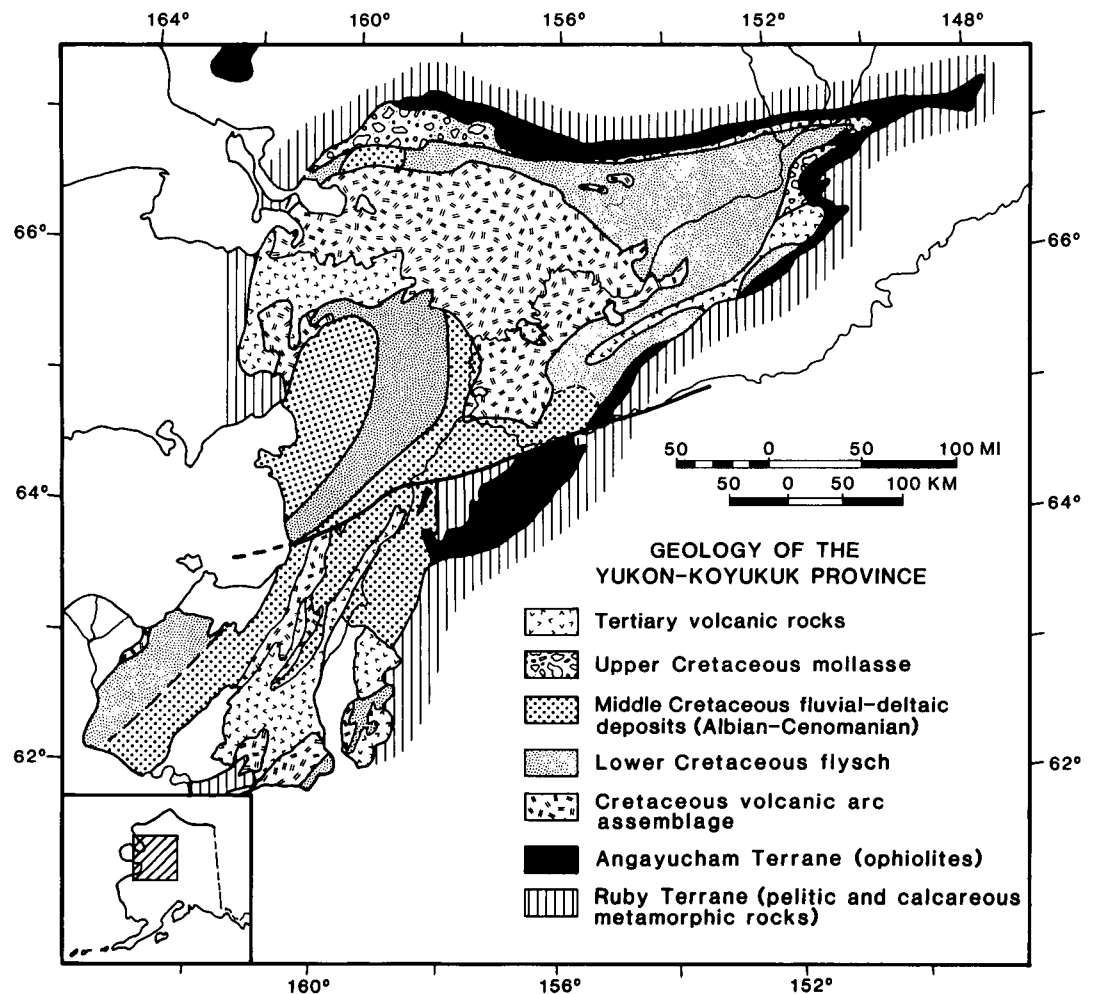 164° 160° 156° 152° 148°
66° 66°
50 0 50 100 MI
50 0 50 100 KM
64° 64°
GEOLOGY OF THE
YUKON-KOYUKUK PROVINCE
Tertiary volcanic rocks
Upper Cretaceous mollasse
Middle Cretaceous fluvial-deltaic
deposits (Albian-Cenomanian)
Lower Cretaceous flysch
62° 62°
Cretaceous volcanic arc
assemblage
Angayucham Terrane (ophiolites)
Ruby Terrane (pelitic and calcareous
metamorphic rocks)
160° 156° 152°